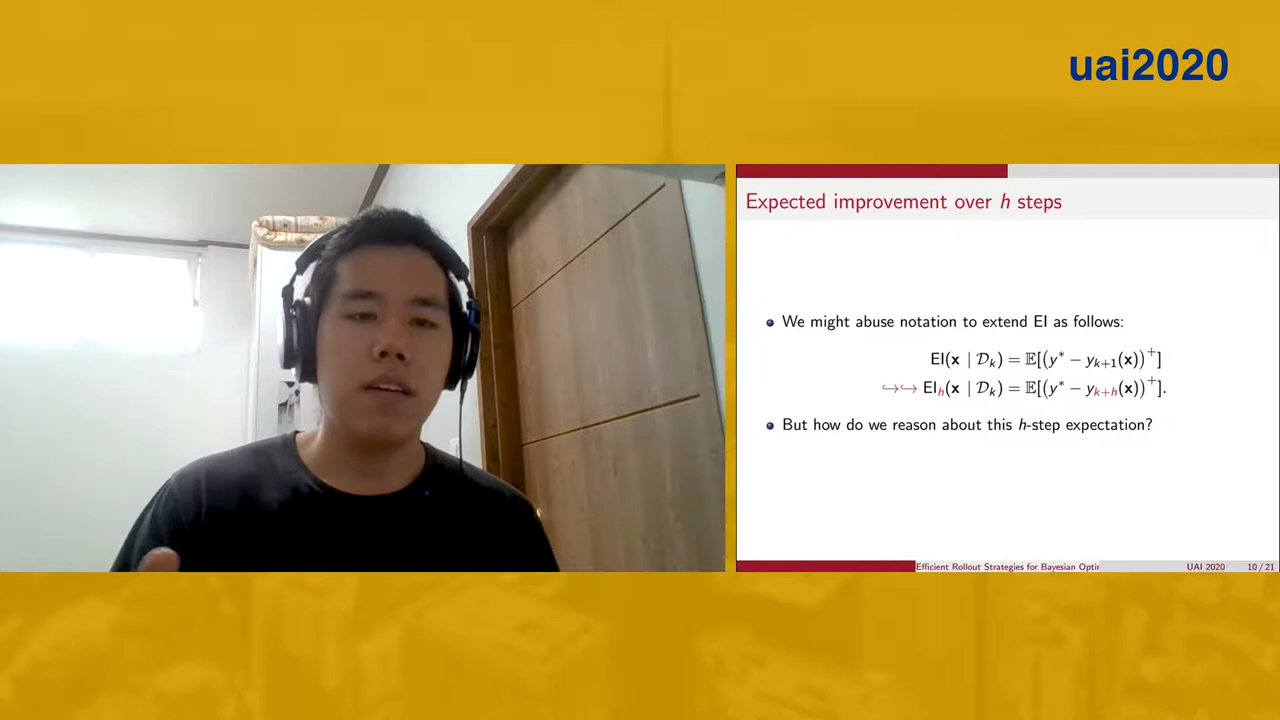 uai2020
Expected improvement over h steps
We might abuse notation to extend EI as follows:
EI(x | 𝒟ₖ) = 𝔼[(y* − yₖ₊₁(x))⁺]
↪↪ EIₕ(x | 𝒟ₖ) = 𝔼[(y* − yₖ₊ₕ(x))⁺].
But how do we reason about this h-step expectation?
Efficient Rollout Strategies for Bayesian Opti
UAI 2020
10 / 21